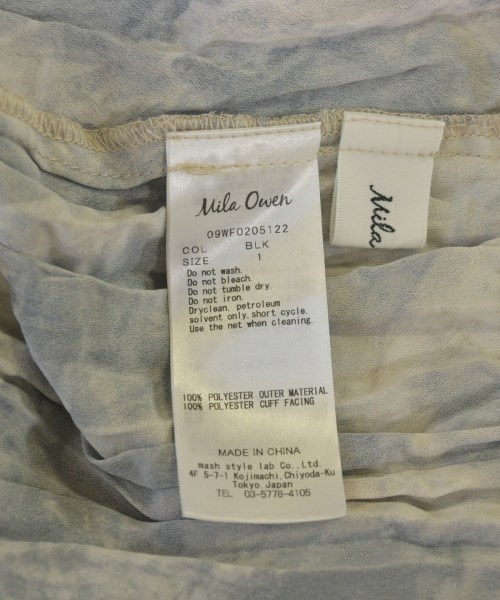 Mila Owen
09WF0205122
COL BLK
SIZE 1
Do not wash.
Do not bleach.
Do not tumble dry.
Do not iron.
Dryclean, petroleum
solvent only, short cycle.
Use the net when cleaning.
100% POLYESTER OUTER MATERIAL
100% POLYESTER CUFF FACING
MADE IN CHINA
mash style lab Co., Ltd.
4F 5-7-1 Kojimachi, Chiyoda-Ku
Tokyo, Japan
TEL 03-5778-4105
Mila